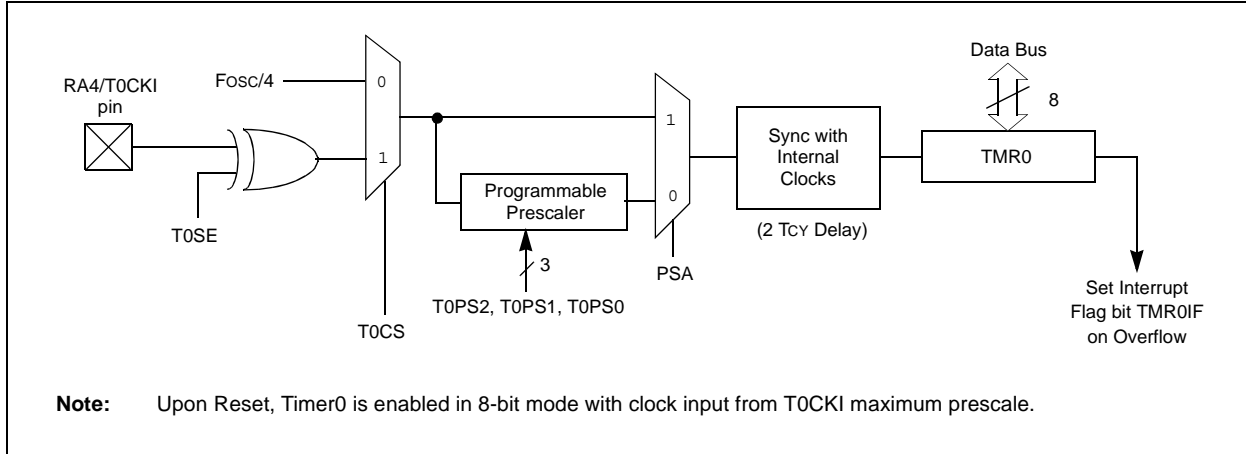 RA4/T0CKI
pin
FOSC/4
0
1
T0SE
T0CS
Programmable
Prescaler
3
T0PS2, T0PS1, T0PS0
1
0
PSA
Sync with
Internal
Clocks
(2 TCY Delay)
Data Bus
8
TMR0
Set Interrupt
Flag bit TMR0IF
on Overflow
Note: Upon Reset, Timer0 is enabled in 8-bit mode with clock input from T0CKI maximum prescale.